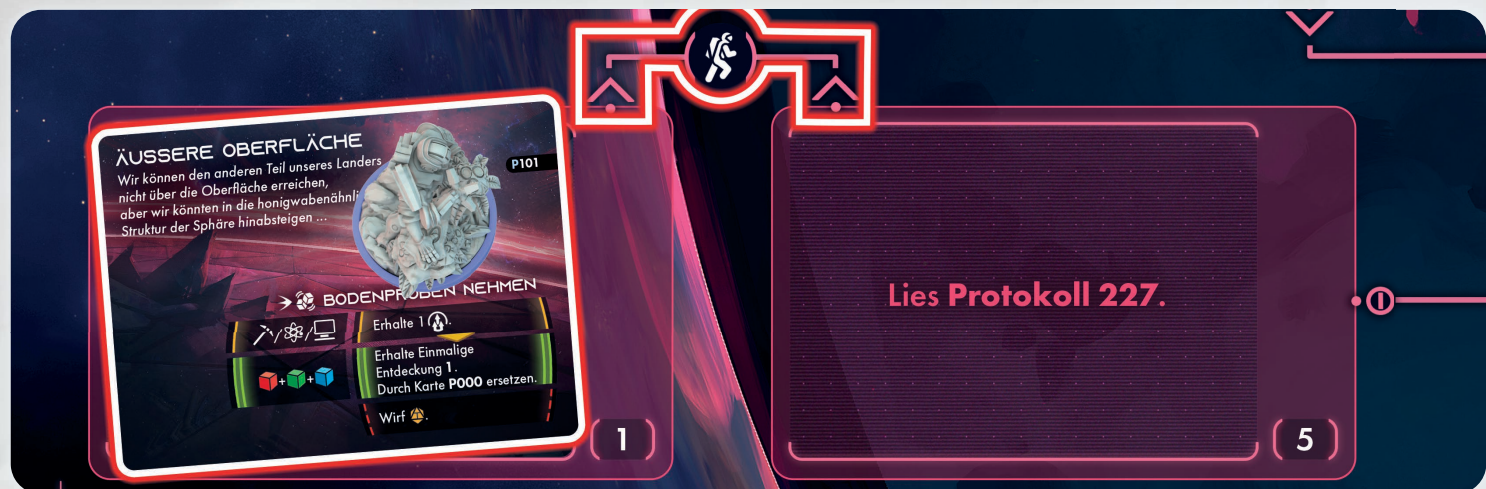 ÄUSSERE OBERFLÄCHE
P101
Wir können den anderen Teil unseres Landers
nicht über die Oberfläche erreichen,
aber wir könnten in die honigwabenähnli
Struktur der Sphäre hinabsteigen ...
BODENPROBEN NEHMEN
Erhalte 1 .
Erhalte Einmalige
Entdeckung 1.
Durch Karte P000 ersetzen.
Wirf .
1
Lies Protokoll 227.
5